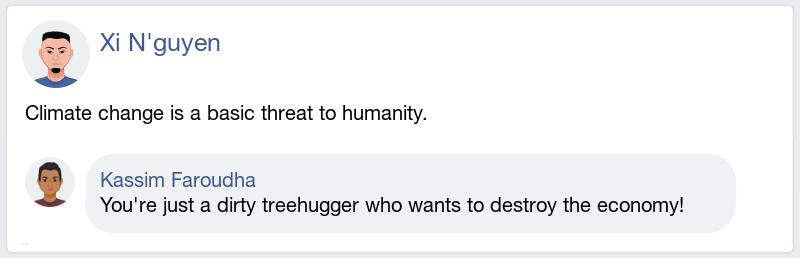 Xi N'guyen
Climate change is a basic threat to humanity.
Kassim Faroudha
You're just a dirty treehugger who wants to destroy the economy!